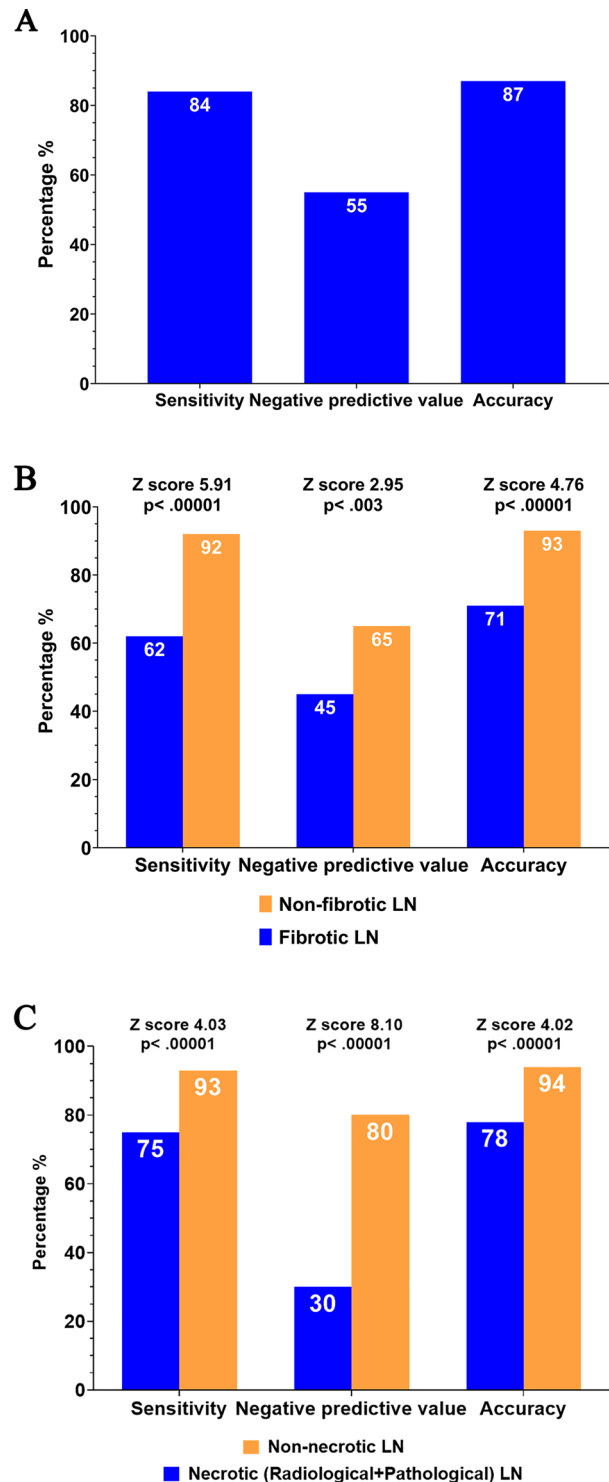 A
Percentage %
100
80
60
40
20
0
84
55
87
Sensitivity Negative predictive value Accuracy
B
Z score 5.91
p< .00001
Z score 2.95
p< .003
Z score 4.76
p< .00001
Percentage %
100
80
60
40
20
0
62
92
45
65
71
93
Sensitivity Negative predictive value Accuracy
Non-fibrotic LN
Fibrotic LN
C
Z score 4.03
p< .00001
Z score 8.10
p< .00001
Z score 4.02
p< .00001
Percentage %
100
80
60
40
20
0
75
93
30
80
78
94
Sensitivity Negative predictive value Accuracy
Non-necrotic LN
Necrotic (Radiological+Pathological) LN